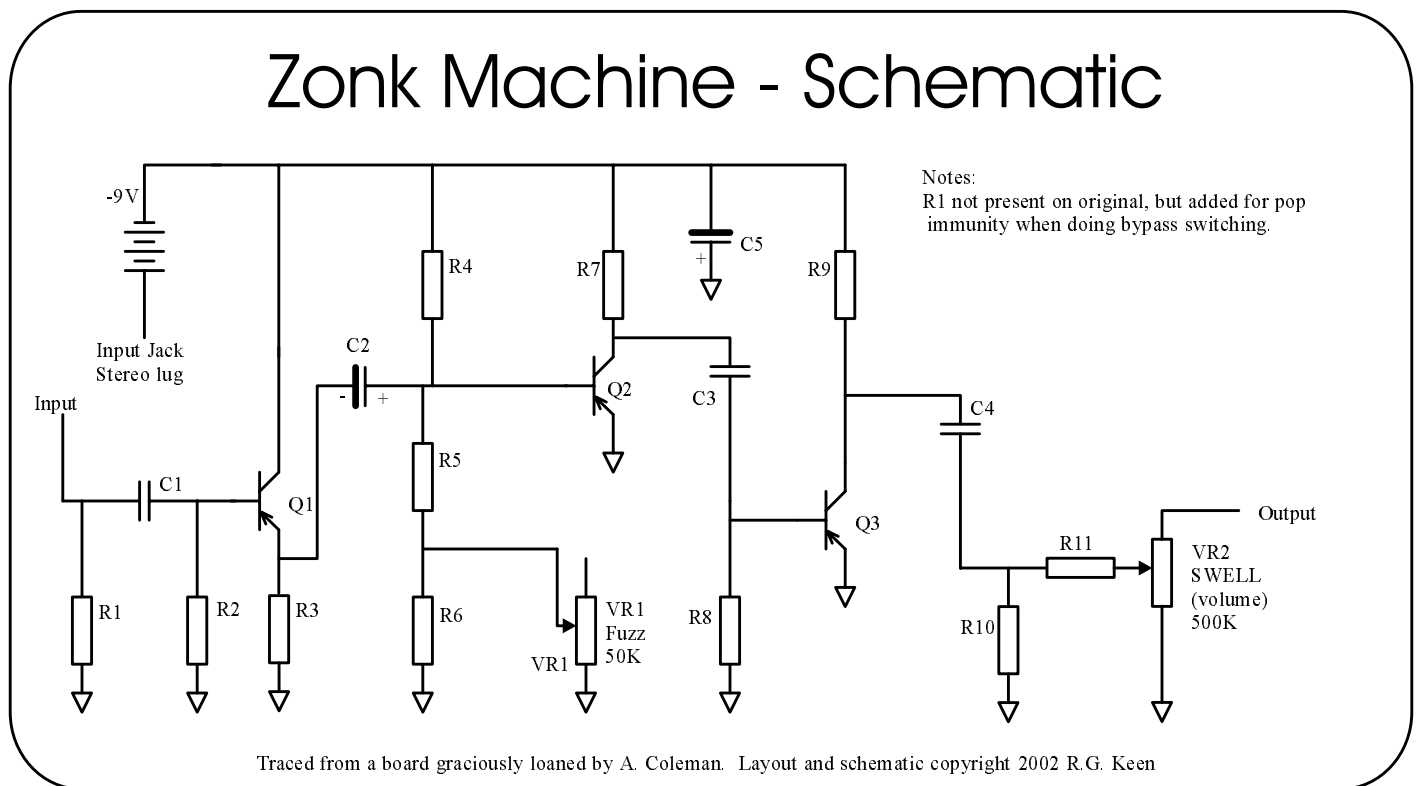 Zonk Machine - Schematic
Notes:
R1 not present on original, but added for pop
immunity when doing bypass switching.
-9V
+
C5
R4
R7
R9
Input Jack
Stereo lug
C2
- +
Q2
C3
Input
C4
R5
C1
Q1
Q3
Output
R11
VR2
SWELL
(volume)
500K
R1
R2
R3
R6
VR1
Fuzz
50K
VR1
R8
R10
Traced from a board graciously loaned by A. Coleman. Layout and schematic copyright 2002 R.G. Keen